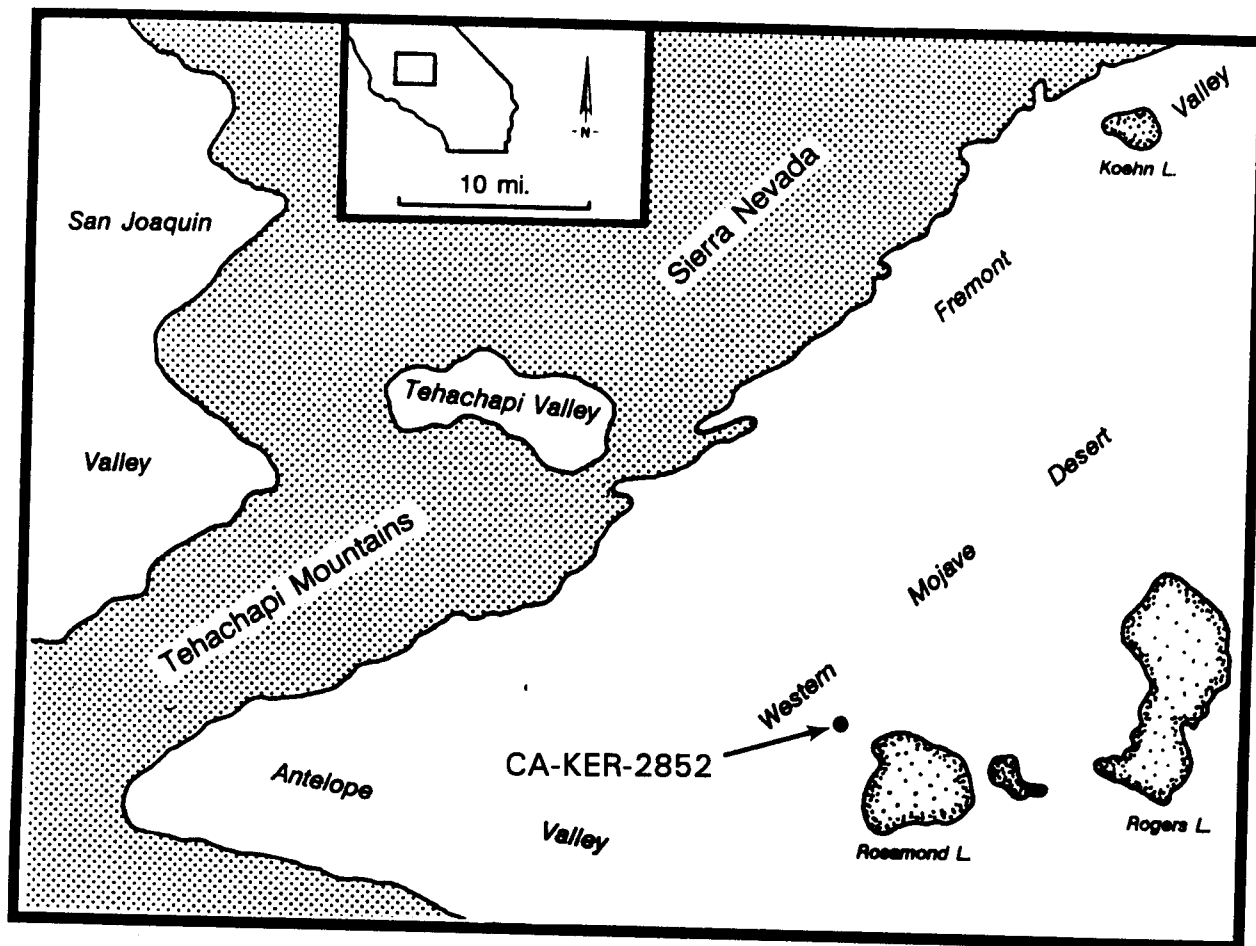 -N-
10 mi.
San Joaquin
Valley
Sierra Nevada
Valley
Koehn L.
Fremont
Tehachapi Valley
Desert
Tehachapi Mountains
Mojave
Western
CA-KER-2852
Antelope
Valley
Rosamond L.
Rogers L.